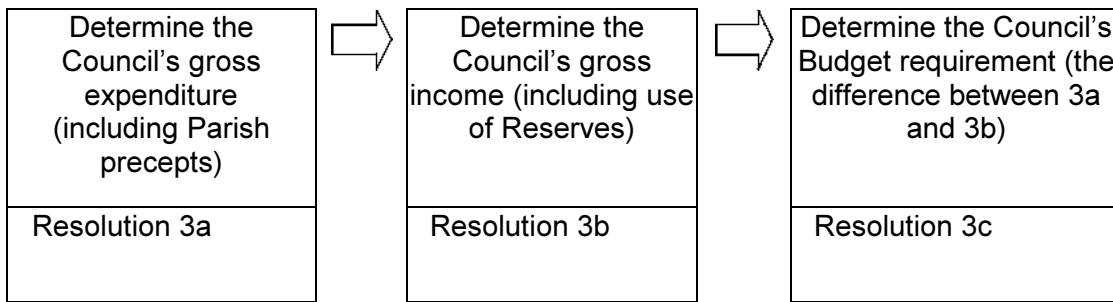 Determine the
Council’s gross
expenditure
(including Parish
precepts)
Resolution 3a
Determine the
Council’s gross
income (including use
of Reserves)
Resolution 3b
Determine the Council’s
Budget requirement (the
difference between 3a
and 3b)
Resolution 3c